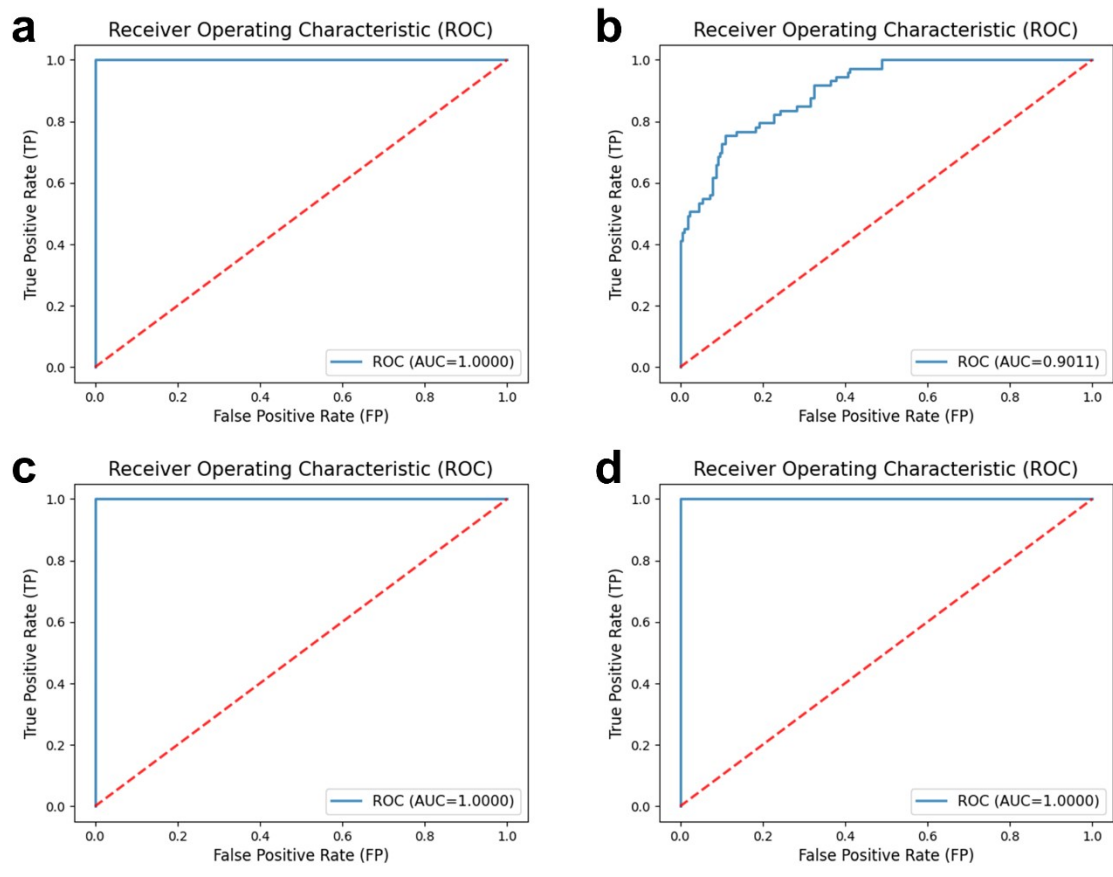 a
Receiver Operating Characteristic (ROC)
1.0
0.8
0.6
0.4
0.2
0.0
True Positive Rate (TP)
ROC (AUC=1.0000)
0.0 0.2 0.4 0.6 0.8 1.0
False Positive Rate (FP)
b
Receiver Operating Characteristic (ROC)
1.0
0.8
0.6
0.4
0.2
0.0
True Positive Rate (TP)
ROC (AUC=0.9011)
0.0 0.2 0.4 0.6 0.8 1.0
False Positive Rate (FP)
c
Receiver Operating Characteristic (ROC)
1.0
0.8
0.6
0.4
0.2
0.0
True Positive Rate (TP)
ROC (AUC=1.0000)
0.0 0.2 0.4 0.6 0.8 1.0
False Positive Rate (FP)
d
Receiver Operating Characteristic (ROC)
1.0
0.8
0.6
0.4
0.2
0.0
True Positive Rate (TP)
ROC (AUC=1.0000)
0.0 0.2 0.4 0.6 0.8 1.0
False Positive Rate (FP)